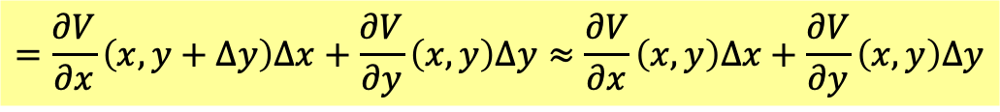 = ∂V/∂x (x, y + Δy)Δx + ∂V/∂y (x, y)Δy ≈ ∂V/∂x (x, y)Δx + ∂V/∂y (x, y)Δy